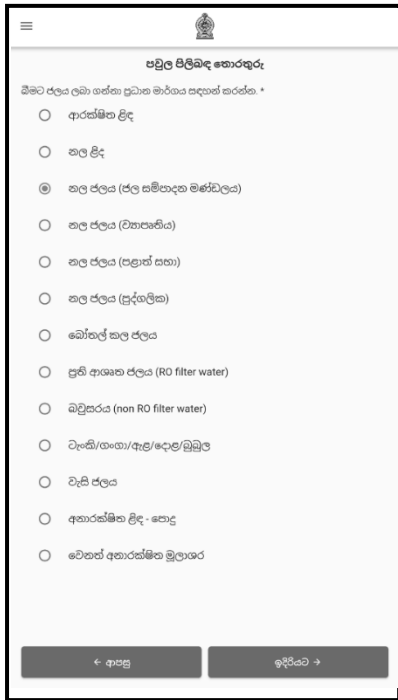 පවුල පිලිබඳ තොරතුරු
බීමට ජලය ලබා ගන්නා ප්‍රධාන මාර්ගය සඳහන් කරන්න. *
ආරක්ෂිත ළිඳ
නල ළිඳ
නල ජලය (ජල සම්පාදන මණ්ඩලය)
නල ජලය (ව්‍යාපෘතිය)
නල ජලය (පළාත් සභා)
නල ජලය (පුද්ගලික)
බෝතල් කල ජලය
ප්‍රති ආශෘත ජලය (RO filter water)
බවුසරය (non RO filter water)
ටැංකි/ගංගා/ඇළ/දොළ/බුබුල
වැසි ජලය
අනාරක්ෂිත ළිඳ - පොදු
වෙනත් අනාරක්ෂිත මූලාශර
← ආපසු
ඉදිරියට →